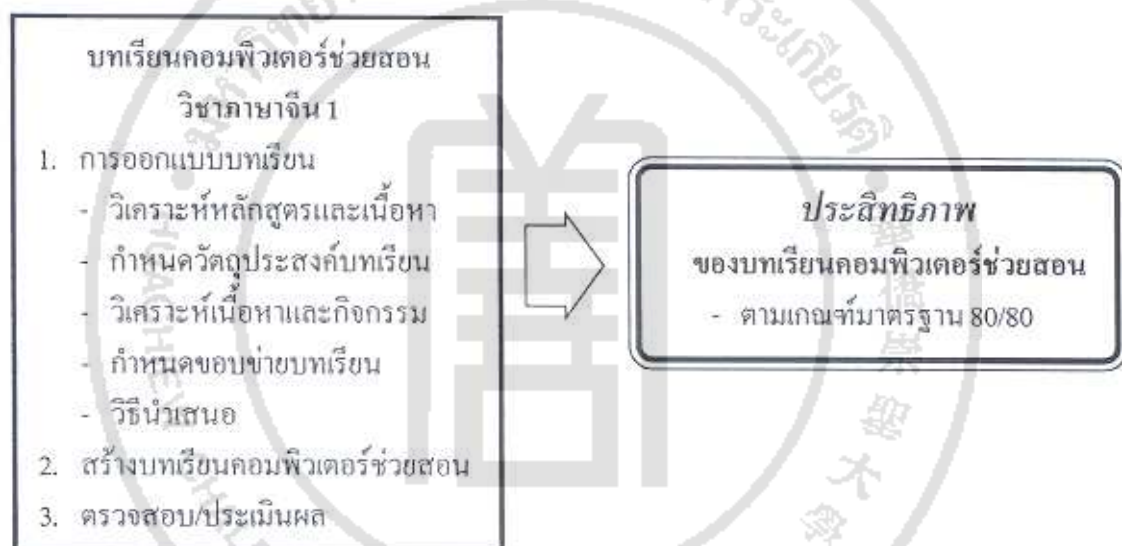 บทเรียนคอมพิวเตอร์ช่วยสอน
วิชาภาษาจีน 1
1. การออกแบบบทเรียน
- วิเคราะห์หลักสูตรและเนื้อหา
- กำหนดวัตถุประสงค์บทเรียน
- วิเคราะห์เนื้อหาและกิจกรรม
- กำหนดขอบข่ายบทเรียน
- วิธีนำเสนอ
2. สร้างบทเรียนคอมพิวเตอร์ช่วยสอน
3. ตรวจสอบ/ประเมินผล
ประสิทธิภาพ
ของบทเรียนคอมพิวเตอร์ช่วยสอน
- ตามเกณฑ์มาตรฐาน 80/80